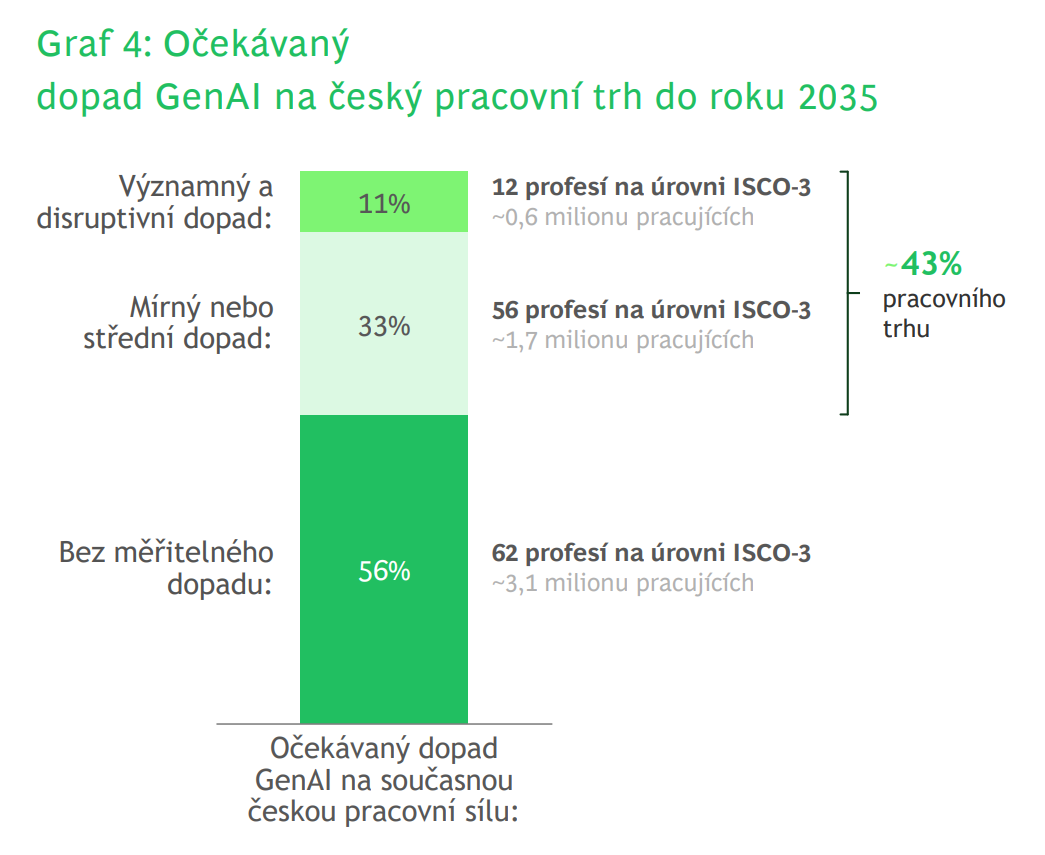 Graf 4: Očekávaný
dopad GenAI na český pracovní trh do roku 2035
Významný a
disruptivní dopad:
11%
12 profesí na úrovni ISCO-3
~0,6 milionu pracujících
~43%
pracovního
trhu
Mírný nebo
střední dopad:
33%
56 profesí na úrovni ISCO-3
~1,7 milionu pracujících
Bez měřitelného
dopadu:
56%
62 profesí na úrovni ISCO-3
~3,1 milionu pracujících
Očekávaný dopad
GenAI na současnou
českou pracovní sílu: